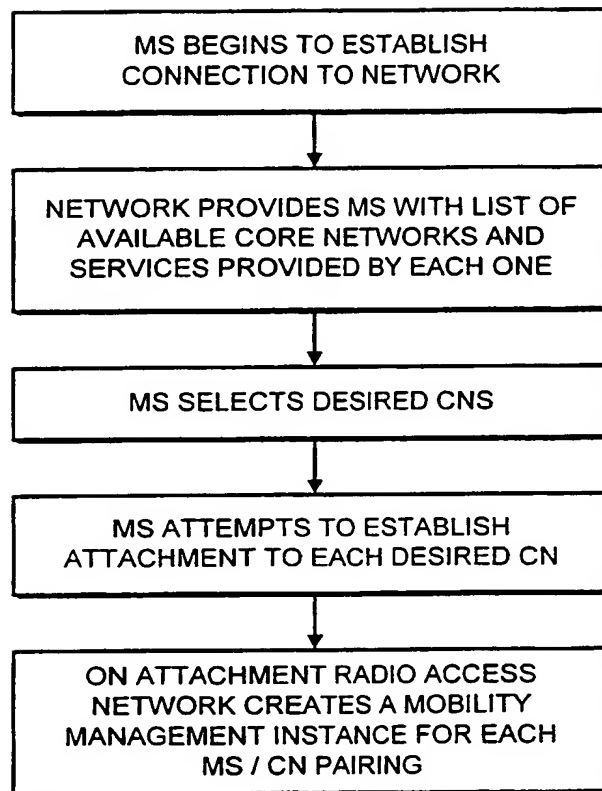 MS BEGINS TO ESTABLISH
CONNECTION TO NETWORK
NETWORK PROVIDES MS WITH LIST OF
AVAILABLE CORE NETWORKS AND
SERVICES PROVIDED BY EACH ONE
MS SELECTS DESIRED CNS
MS ATTEMPTS TO ESTABLISH
ATTACHMENT TO EACH DESIRED CN
ON ATTACHMENT RADIO ACCESS
NETWORK CREATES A MOBILITY
MANAGEMENT INSTANCE FOR EACH
MS / CN PAIRING